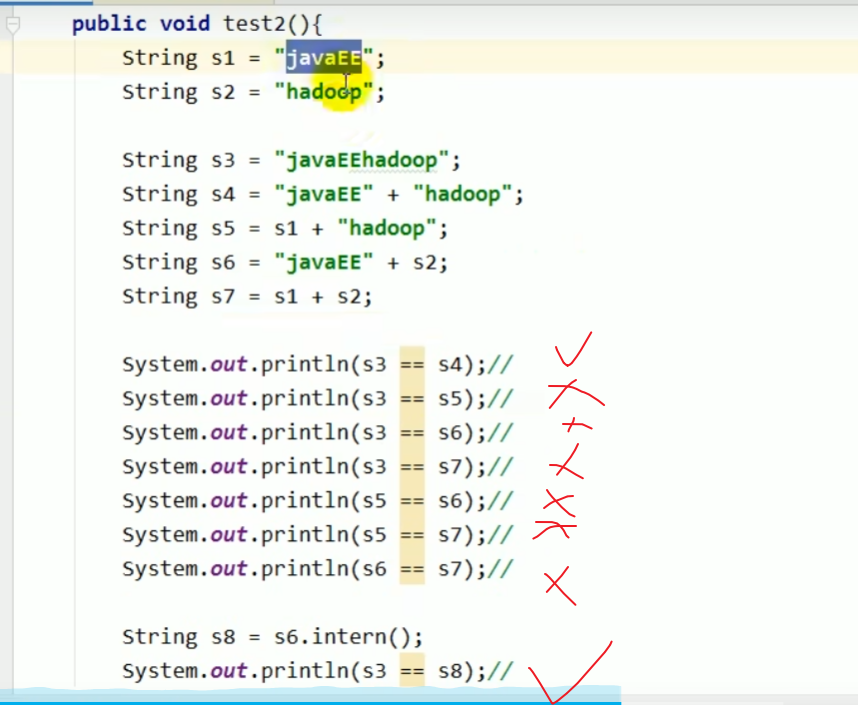 public void test2(){
String s1 = "javaEE";
String s2 = "hadoop";
String s3 = "javaEEhadoop";
String s4 = "javaEE" + "hadoop";
String s5 = s1 + "hadoop";
String s6 = "javaEE" + s2;
String s7 = s1 + s2;
System.out.println(s3 == s4);//
System.out.println(s3 == s5);//
System.out.println(s3 == s6);//
System.out.println(s3 == s7);//
System.out.println(s5 == s6);//
System.out.println(s5 == s7);//
System.out.println(s6 == s7);//
String s8 = s6.intern();
System.out.println(s3 == s8);//